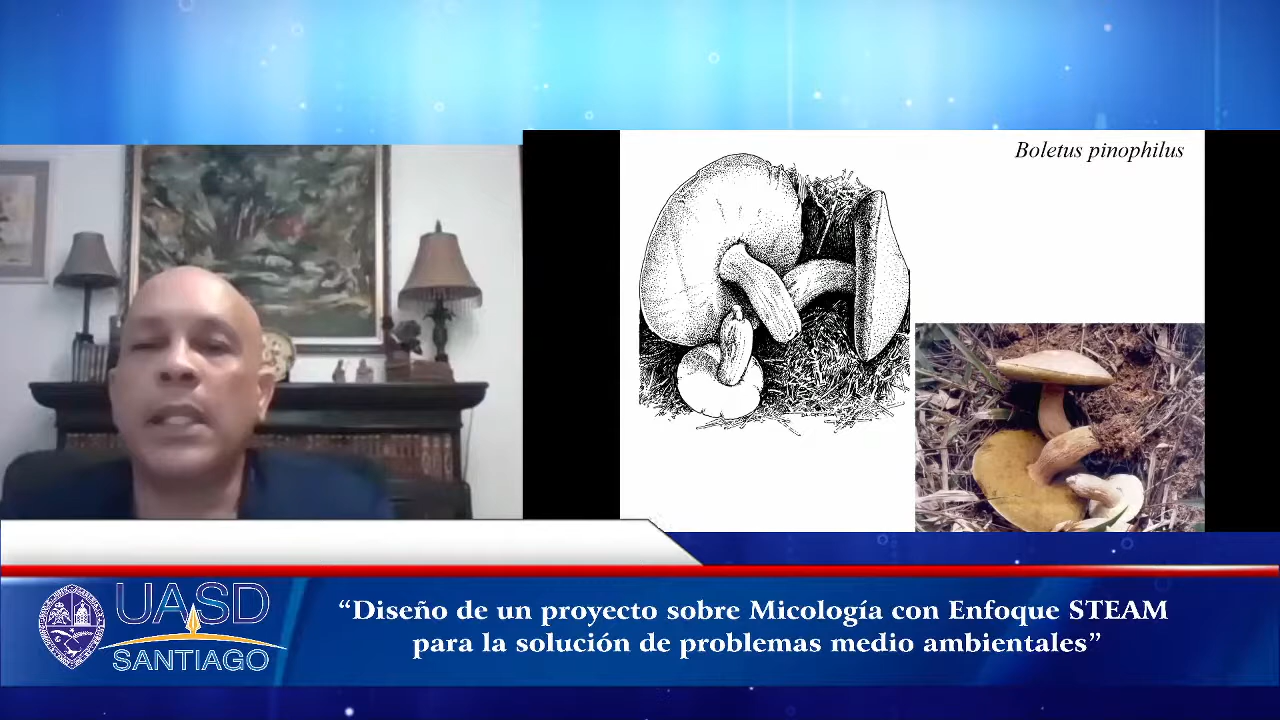 Boletus pinophilus
UASD
SANTIAGO
“Diseño de un proyecto sobre Micología con Enfoque STEAM
para la solución de problemas medio ambientales”